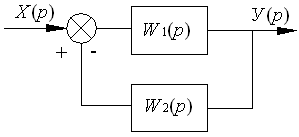 X(p)
У(p)
W1(p)
+
-
W2(p)